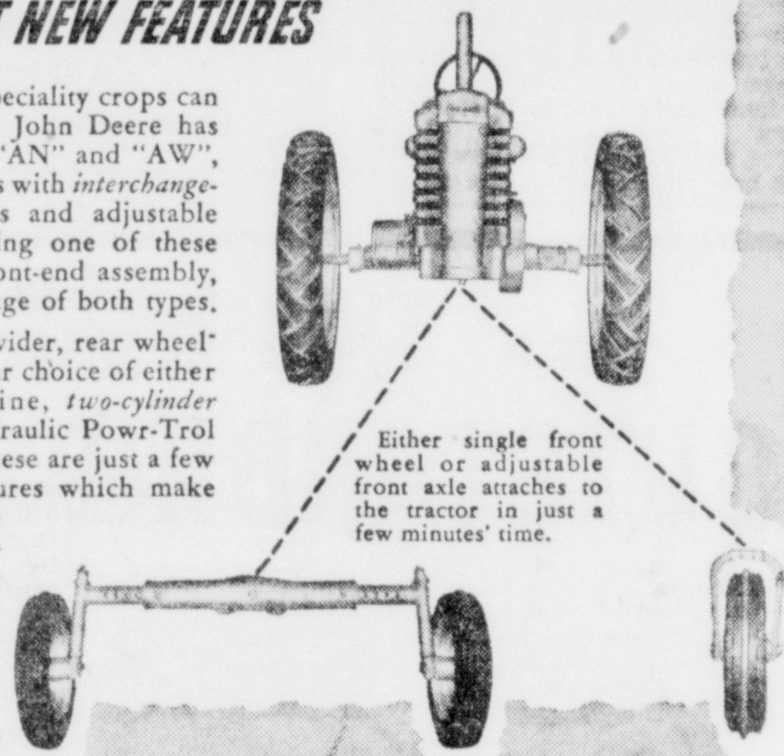 T NEW FEATURES
peciality crops can
John Deere has
"AN" and "AW",
s with interchange-
s and adjustable
ing one of these
ont-end assembly,
ge of both types.
vider, rear wheel-
r choice of either
ine, two-cylinder
raulic Powr-Trol
ese are just a few
ures which make
Either single front
wheel or adjustable
front axle attaches to
the tractor in just a
few minutes' time.